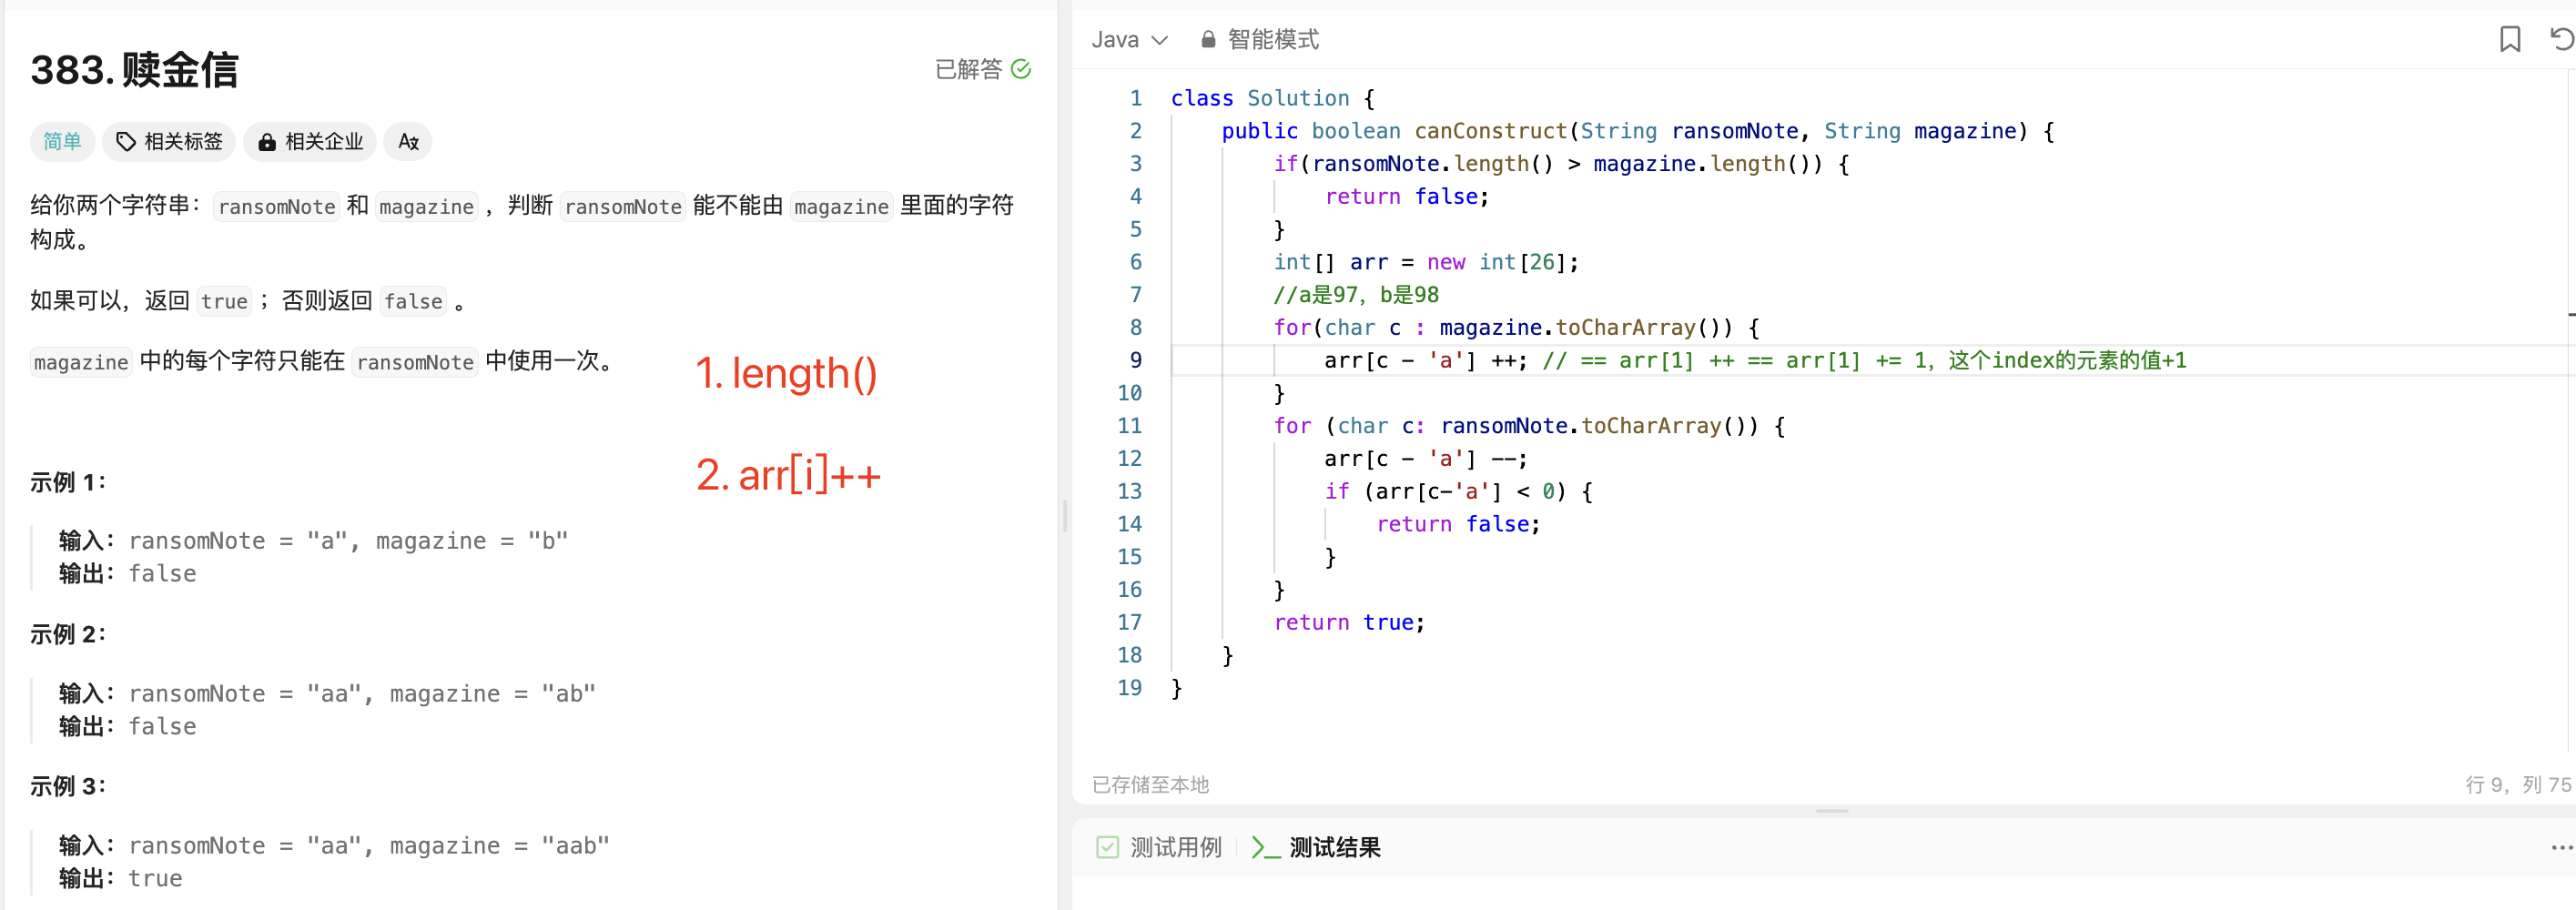 383. 赎金信
已解答
简单 相关标签 相关企业
给你两个字符串：ransomNote 和 magazine ，判断 ransomNote 能不能由 magazine 里面的字符
构成。
如果可以，返回 true ；否则返回 false 。
magazine 中的每个字符只能在 ransomNote 中使用一次。
1. length()
2. arr[i]++
示例 1：
输入：ransomNote = "a", magazine = "b"
输出：false
示例 2：
输入：ransomNote = "aa", magazine = "ab"
输出：false
示例 3：
输入：ransomNote = "aa", magazine = "aab"
输出：true
Java 智能模式
1 class Solution {
2 public boolean canConstruct(String ransomNote, String magazine) {
3 if(ransomNote.length() > magazine.length()) {
4 return false;
5 }
6 int[] arr = new int[26];
7 //a是97，b是98
8 for(char c : magazine.toCharArray()) {
9 arr[c - 'a'] ++; // == arr[1] ++ == arr[1] += 1，这个index的元素的值+1
10 }
11 for (char c: ransomNote.toCharArray()) {
12 arr[c - 'a'] --;
13 if (arr[c-'a'] < 0) {
14 return false;
15 }
16 }
17 return true;
18 }
19 }
已存储至本地
行 9，列 75
测试用例 >_ 测试结果